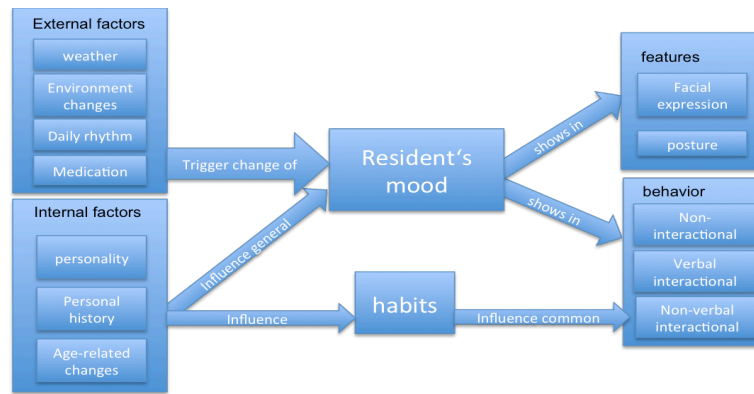 External factors
weather
Environment
changes
Daily rhythm
Medication
Trigger change of
Resident‘s
mood
shows in
features
Facial
expression
posture
shows in
behavior
Non-
interactional
Verbal
interactional
Non-verbal
interactional
Internal factors
personality
Personal
history
Age-related
changes
Influence general
Influence
habits
Influence common